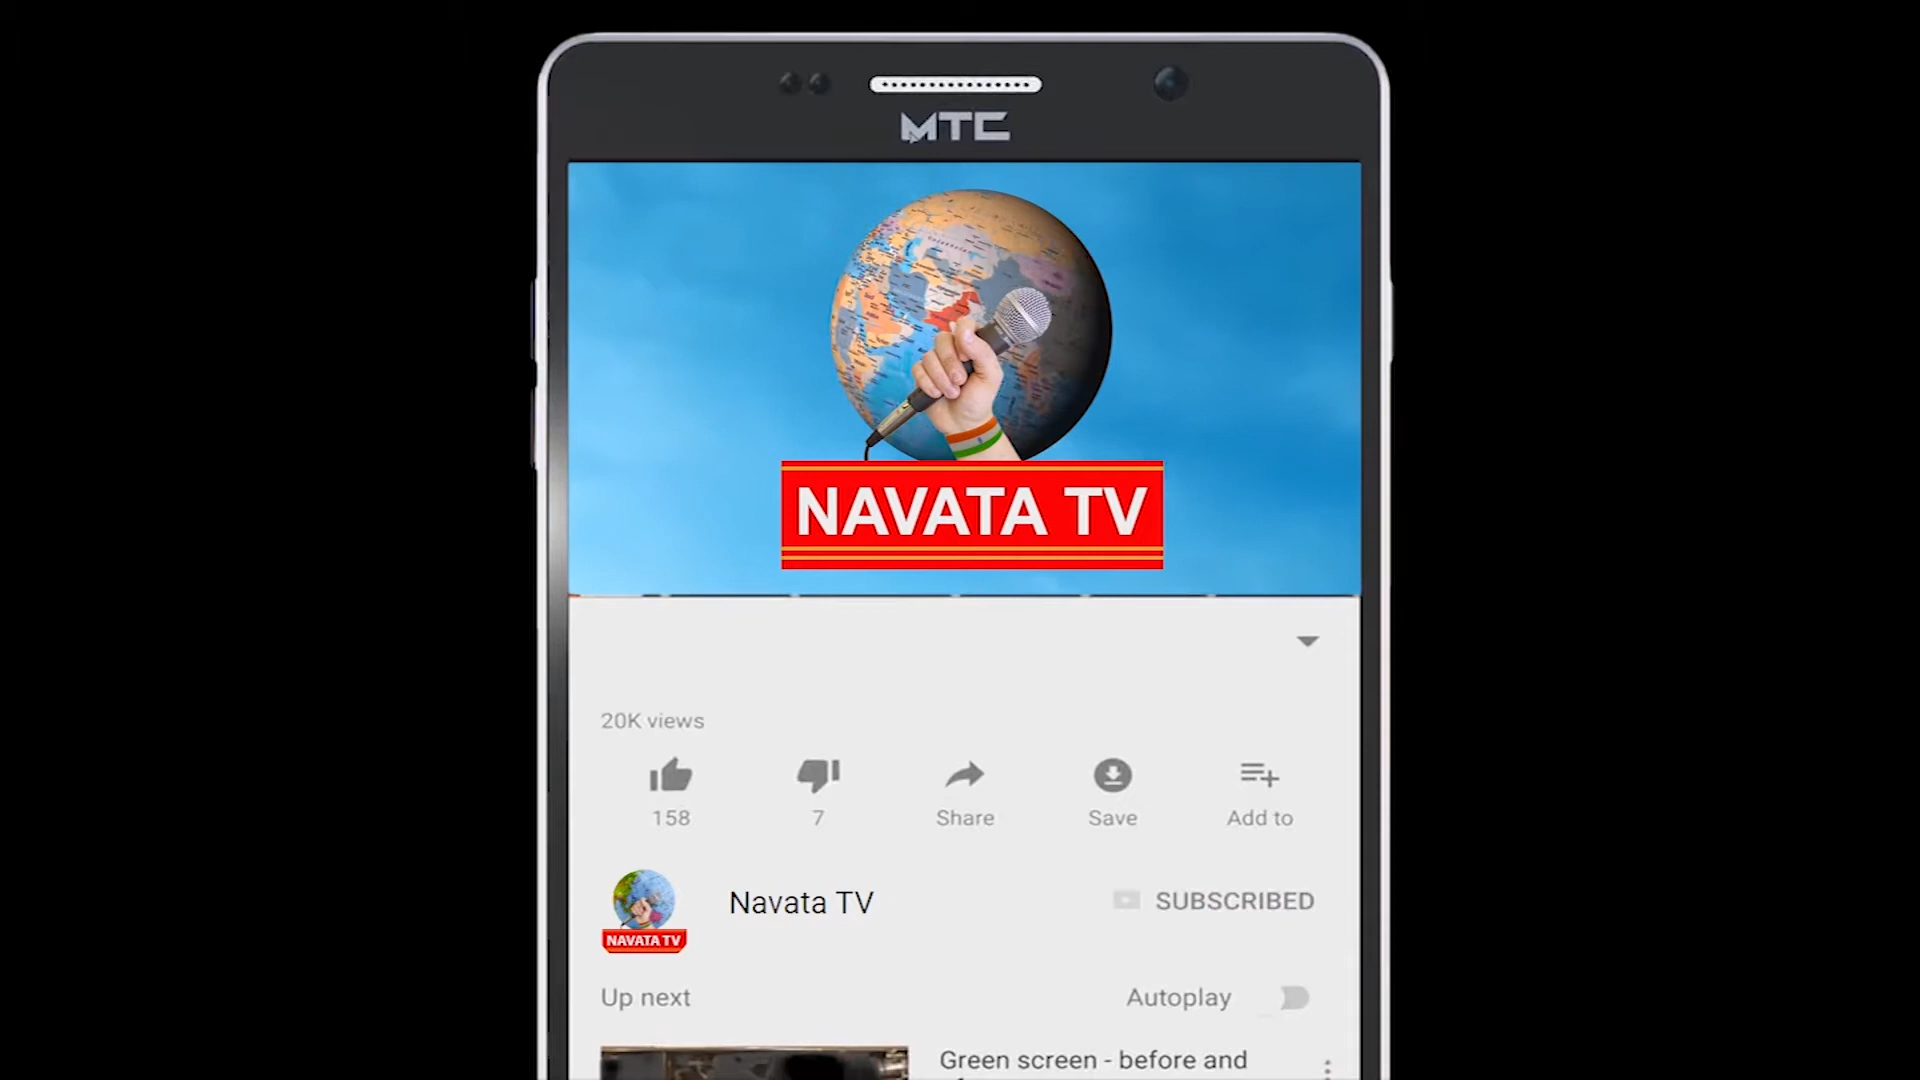 MTC
NAVATA TV
20K views
158
7
Share
Save
Add to
NAVATA TV
Navata TV
SUBSCRIBED
Up next
Autoplay
Green screen - before and